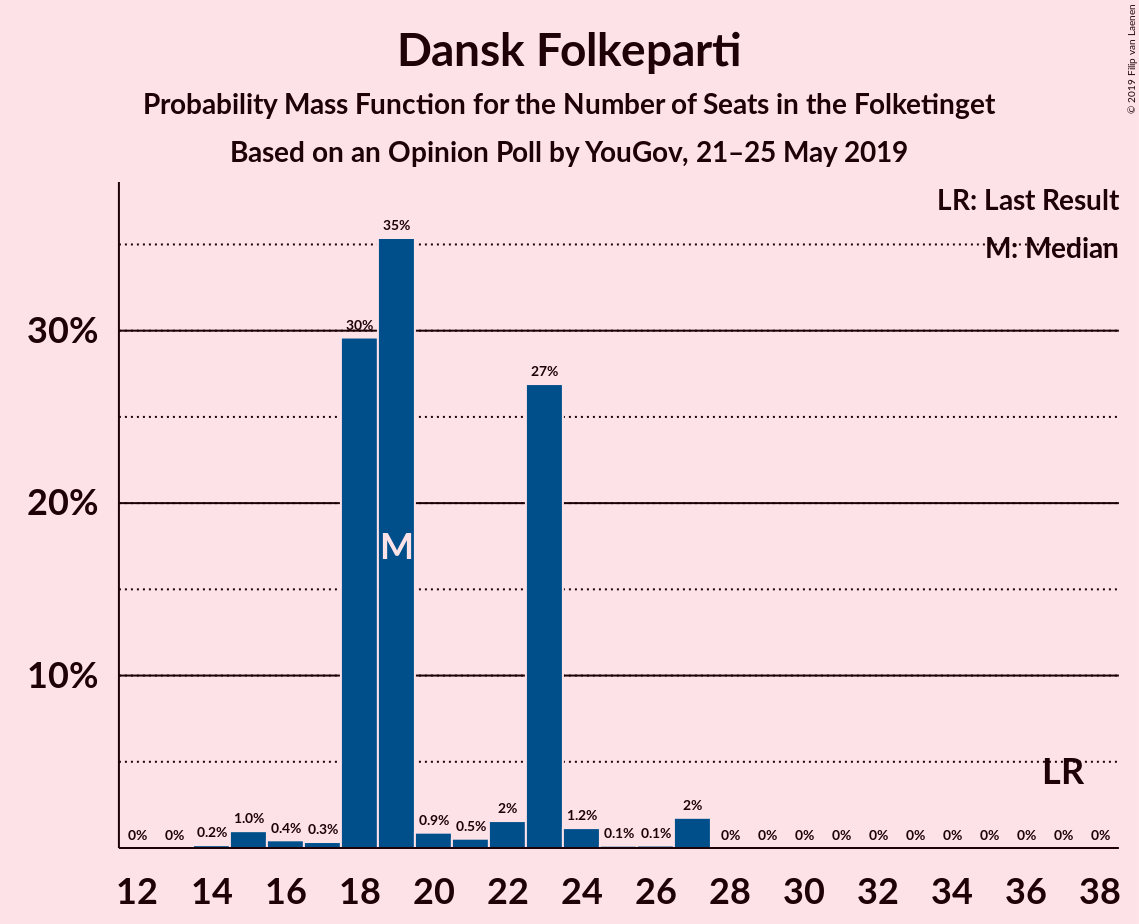 Dansk Folkeparti
Probability Mass Function for the Number of Seats in the Folketinget
Based on an Opinion Poll by YouGov, 21–25 May 2019
© 2019 Filip van Laenen
LR: Last Result
M: Median
35%
30%
27%
30%
20%
10%
M
LR
0% 0% 0.2% 1.0% 0.4% 0.3% 0.9% 0.5% 2% 1.2% 0.1% 0.1% 2% 0% 0% 0% 0% 0% 0% 0% 0% 0% 0% 0%
12 14 16 18 20 22 24 26 28 30 32 34 36 38